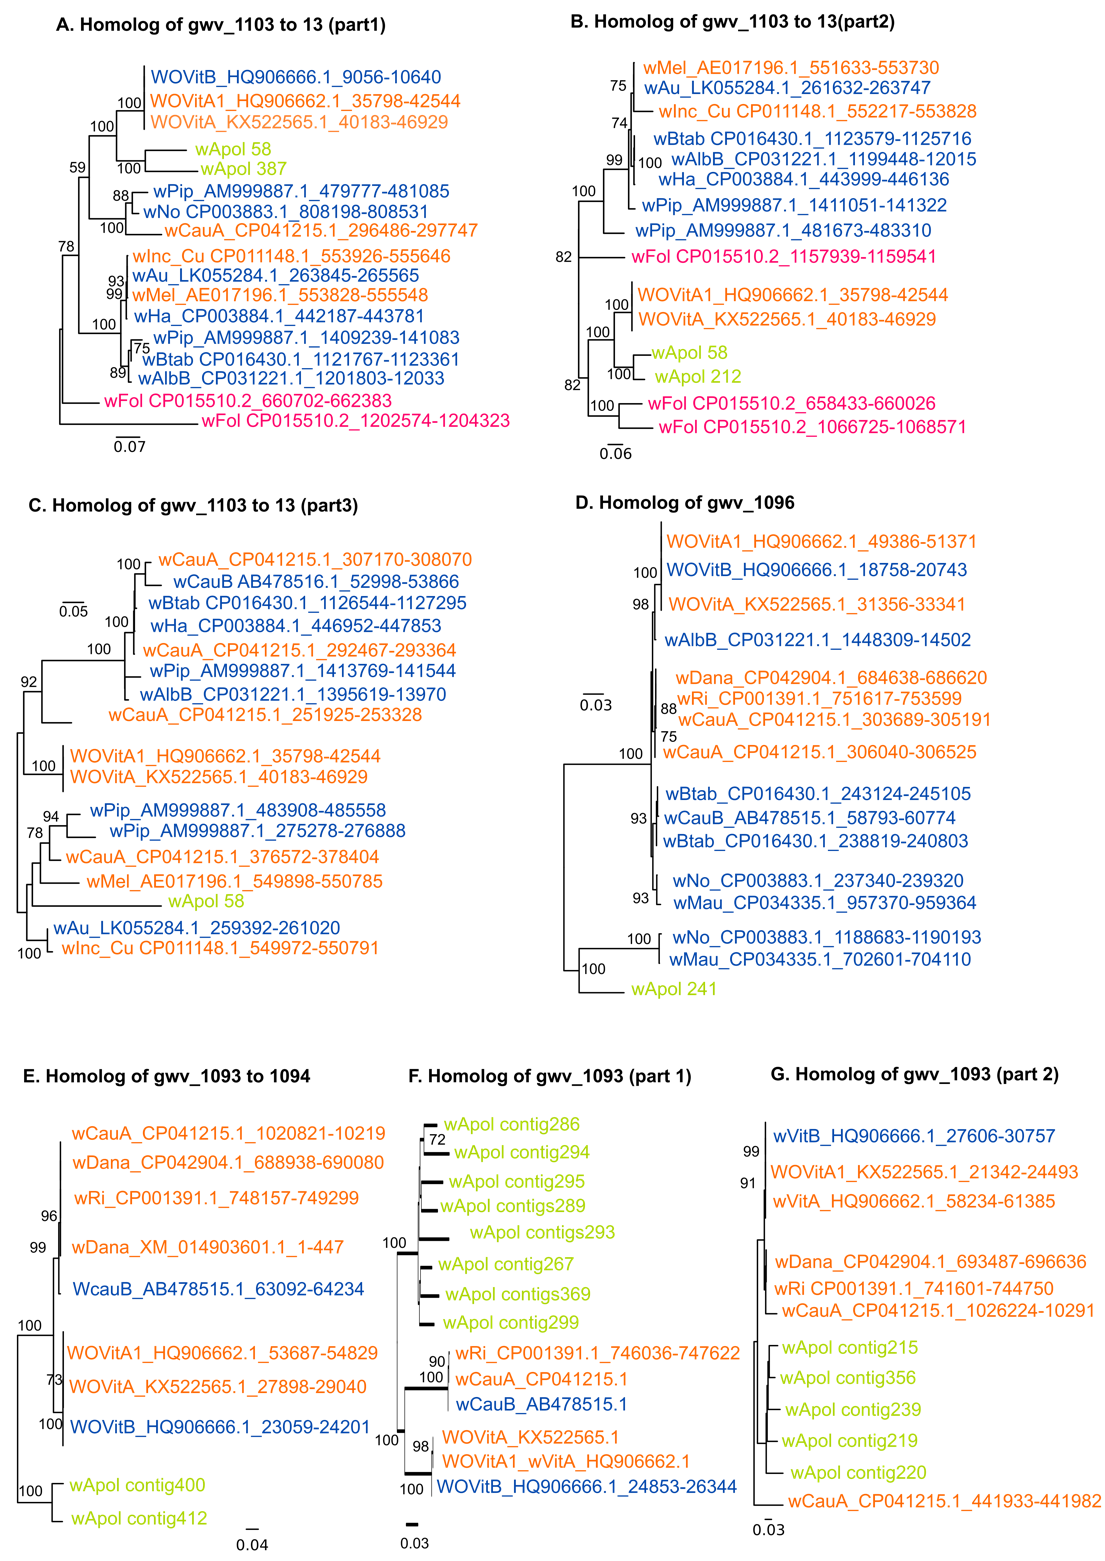 A. Homolog of gwv_1103 to 13 (part1)
WOVitB_HQ906666.1_9056-10640
WOVitA1_HQ906662.1_35798-42544
100
WOVitA_KX522565.1_40183-46929
100
wApol 58
59
100
wApol 387
88
wPip_AM999887.1_479777-481085
wNo CP003883.1_808198-808531
100
wCauA_CP041215.1_296486-297747
78
wInc_Cu CP011148.1_553926-555646
93
wAu_LK055284.1_263845-265565
99
wMel_AE017196.1_553828-555548
wHa_CP003884.1_442187-443781
100
wPip_AM999887.1_1409239-141083
75
wBtab CP016430.1_1121767-1123361
89
wAlbB_CP031221.1_1201803-12033
wFol CP015510.2_660702-662383
wFol CP015510.2_1202574-1204323
0.07
B. Homolog of gwv_1103 to 13(part2)
wMel_AE017196.1_551633-553730
75
wAu_LK055284.1_261632-263747
wInc_Cu CP011148.1_552217-553828
74
wBtab CP016430.1_1123579-1125716
99
100
wAlbB_CP031221.1_1199448-12015
wHa_CP003884.1_443999-446136
100
wPip_AM999887.1_1411051-141322
wPip_AM999887.1_481673-483310
82
wFol CP015510.2_1157939-1159541
WOVitA1_HQ906662.1_35798-42544
100
WOVitA_KX522565.1_40183-46929
100
wApol 58
100
wApol 212
82
100
wFol CP015510.2_658433-660026
wFol CP015510.2_1066725-1068571
0.06
C. Homolog of gwv_1103 to 13 (part3)
100
wCauA_CP041215.1_307170-308070
wCauB AB478516.1_52998-53866
0.05
wBtab CP016430.1_1126544-1127295
100
wHa_CP003884.1_446952-447853
100
wCauA_CP041215.1_292467-293364
wPip_AM999887.1_1413769-141544
92
wAlbB_CP031221.1_1395619-13970
wCauA_CP041215.1_251925-253328
WOVitA1_HQ906662.1_35798-42544
100
WOVitA_KX522565.1_40183-46929
94
wPip_AM999887.1_483908-485558
78
wPip_AM999887.1_275278-276888
wCauA_CP041215.1_376572-378404
wMel_AE017196.1_549898-550785
wApol 58
wAu_LK055284.1_259392-261020
100
wInc_Cu CP011148.1_549972-550791
D. Homolog of gwv_1096
WOVitA1_HQ906662.1_49386-51371
100
WOVitB_HQ906666.1_18758-20743
98
WOVitA_KX522565.1_31356-33341
wAlbB_CP031221.1_1448309-14502
wDana_CP042904.1_684638-686620
0.03
wRi_CP001391.1_751617-753599
88
wCauA_CP041215.1_303689-305191
75
100
wCauA_CP041215.1_306040-306525
wBtab_CP016430.1_243124-245105
93
wCauB_AB478515.1_58793-60774
wBtab_CP016430.1_238819-240803
wNo_CP003883.1_237340-239320
93
wMau_CP034335.1_957370-959364
100
wNo_CP003883.1_1188683-1190193
wMau_CP034335.1_702601-704110
100
wApol 241
E. Homolog of gwv_1093 to 1094
wCauA_CP041215.1_1020821-10219
wDana_CP042904.1_688938-690080
wRi_CP001391.1_748157-749299
96
99
wDana_XM_014903601.1_1-447
WcauB_AB478515.1_63092-64234
100
WOVitA1_HQ906662.1_53687-54829
73
WOVitA_KX522565.1_27898-29040
100
WOVitB_HQ906666.1_23059-24201
100
wApol contig400
wApol contig412
0.04
F. Homolog of gwv_1093 (part 1)
wApol contig286
72
wApol contig294
wApol contig295
wApol contigs289
wApol contigs293
100
wApol contig267
wApol contigs369
wApol contig299
90
wRi_CP001391.1_746036-747622
100
wCauA_CP041215.1
wCauB_AB478515.1
100
98
WOVitA_KX522565.1
WOVitA1_wVitA_HQ906662.1
100
WOVitB_HQ906666.1_24853-26344
0.03
G. Homolog of gwv_1093 (part 2)
wVitB_HQ906666.1_27606-30757
99
WOVitA1_KX522565.1_21342-24493
91
wVitA_HQ906662.1_58234-61385
wDana_CP042904.1_693487-696636
wRi CP001391.1_741601-744750
wCauA_CP041215.1_1026224-10291
wApol contig215
wApol contig356
wApol contig239
wApol contig219
wApol contig220
wCauA_CP041215.1_441933-441982
0.03